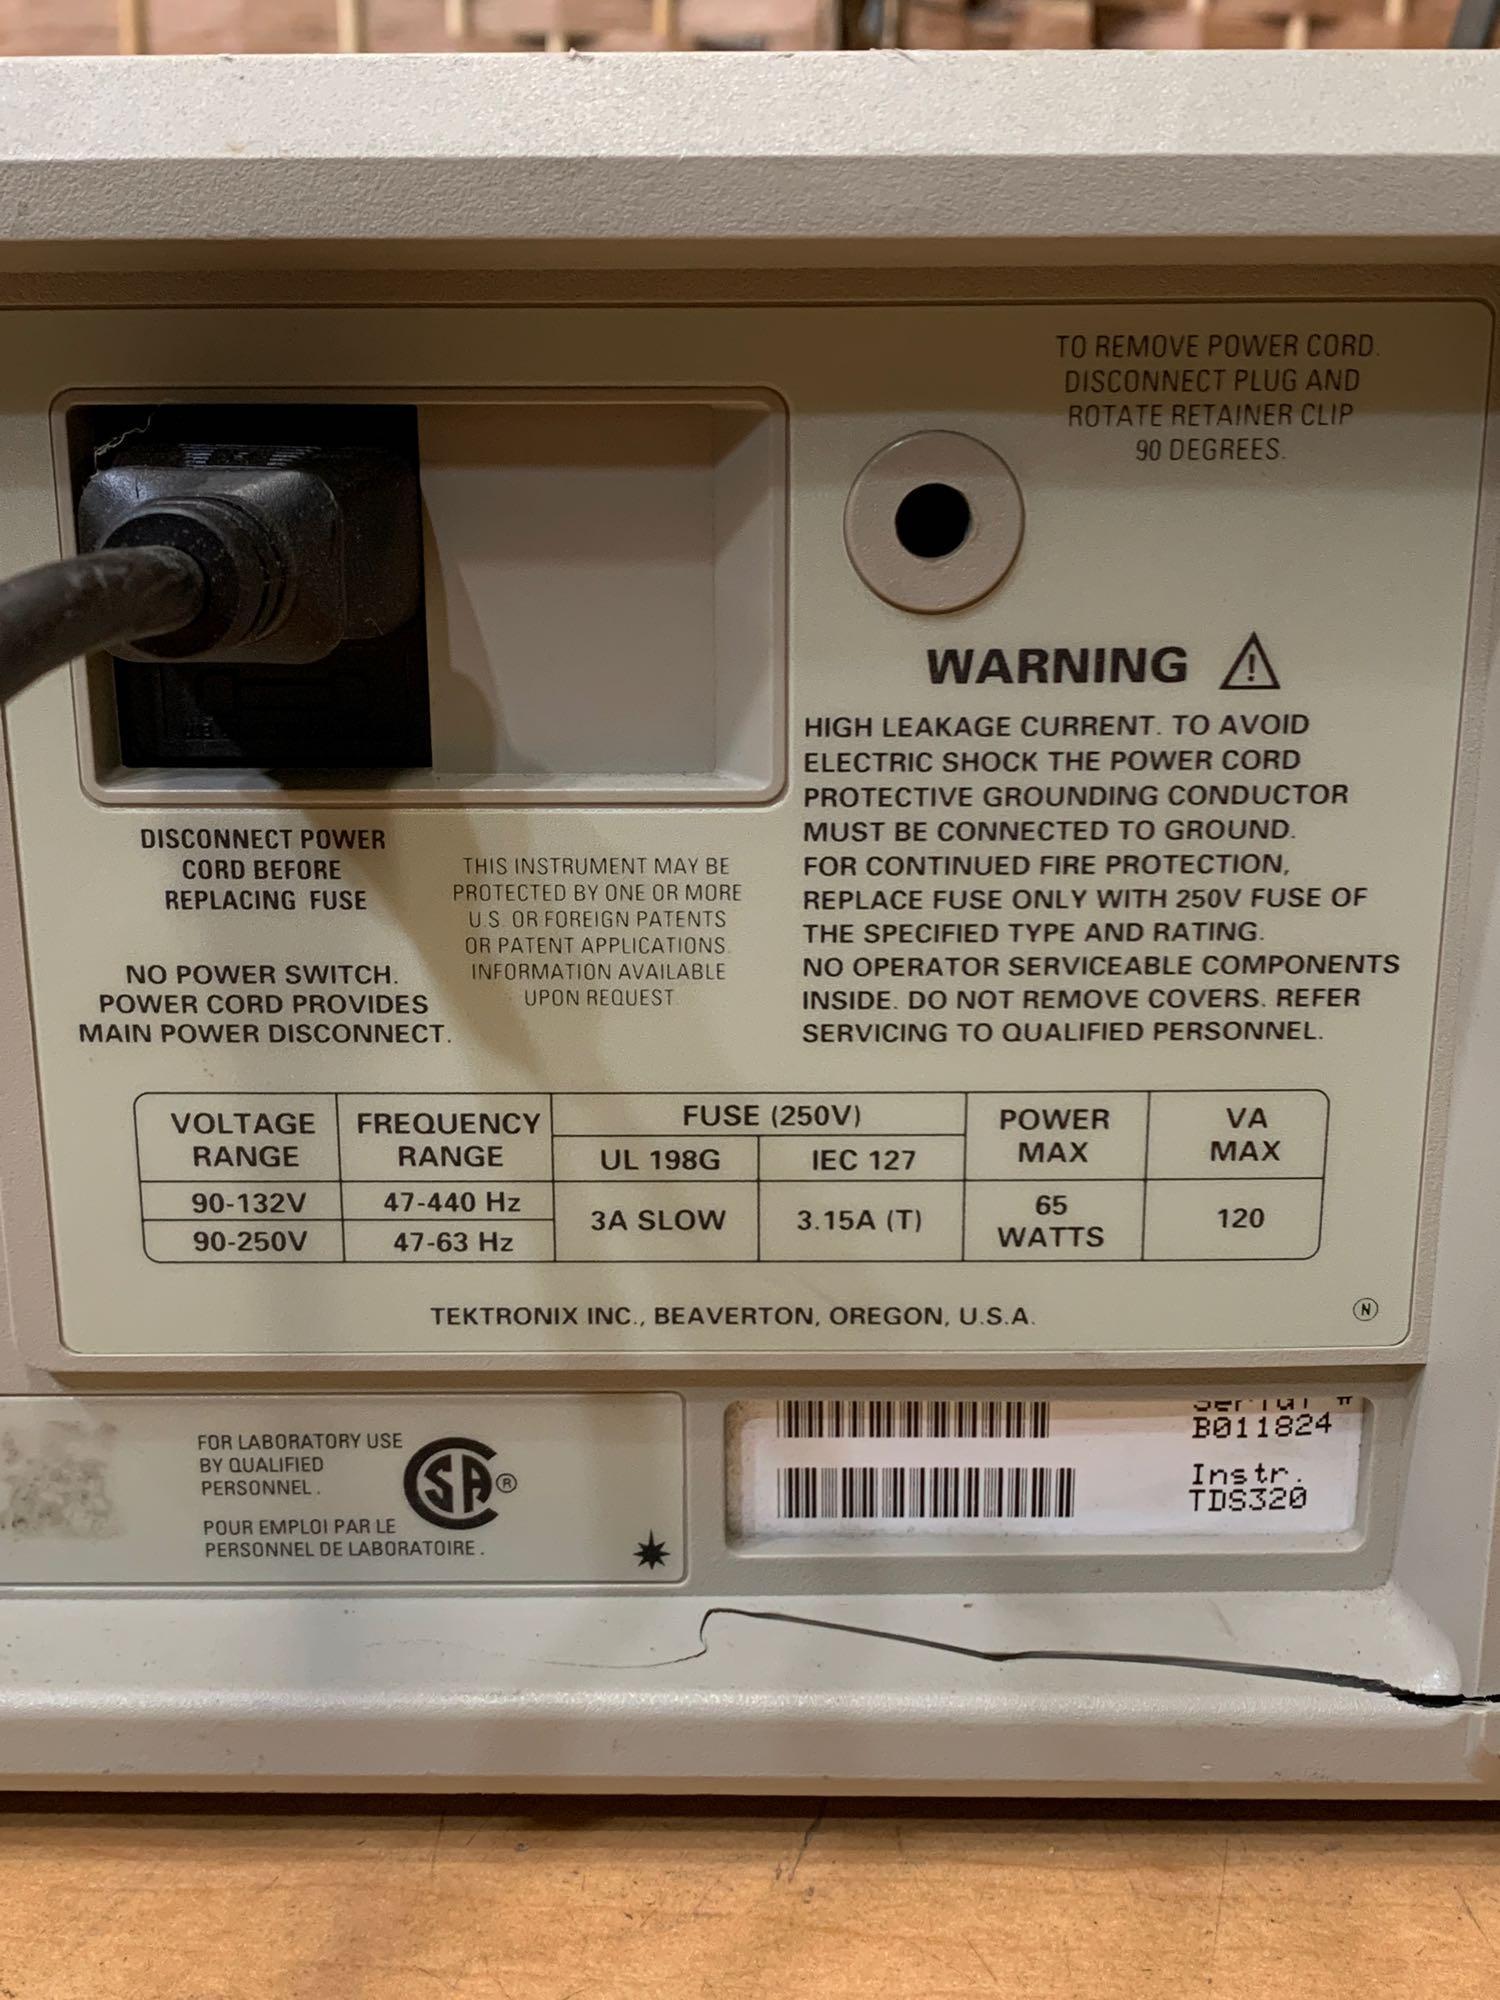 TO REMOVE POWER CORD.
DISCONNECT PLUG AND
ROTATE RETAINER CLIP
90 DEGREES.
WARNING
HIGH LEAKAGE CURRENT. TO AVOID
ELECTRIC SHOCK THE POWER CORD
PROTECTIVE GROUNDING CONDUCTOR
MUST BE CONNECTED TO GROUND.
FOR CONTINUED FIRE PROTECTION,
REPLACE FUSE ONLY WITH 250V FUSE OF
THE SPECIFIED TYPE AND RATING.
NO OPERATOR SERVICEABLE COMPONENTS
INSIDE. DO NOT REMOVE COVERS. REFER
SERVICING TO QUALIFIED PERSONNEL.
DISCONNECT POWER
CORD BEFORE
REPLACING FUSE
NO POWER SWITCH.
POWER CORD PROVIDES
MAIN POWER DISCONNECT.
THIS INSTRUMENT MAY BE
PROTECTED BY ONE OR MORE
U.S. OR FOREIGN PATENTS
OR PATENT APPLICATIONS.
INFORMATION AVAILABLE
UPON REQUEST.
VOLTAGE RANGE FREQUENCY RANGE FUSE (250V) POWER MAX VA MAX
UL 198G IEC 127
90-132V 47-440 Hz 3A SLOW 3.15A (T) 65 WATTS 120
90-250V 47-63 Hz
TEKTRONIX INC., BEAVERTON, OREGON, U.S.A.
N
FOR LABORATORY USE
BY QUALIFIED
PERSONNEL.
POUR EMPLOI PAR LE
PERSONNEL DE LABORATOIRE.
SA®
Serial #
B011824
Instr.
TDS320